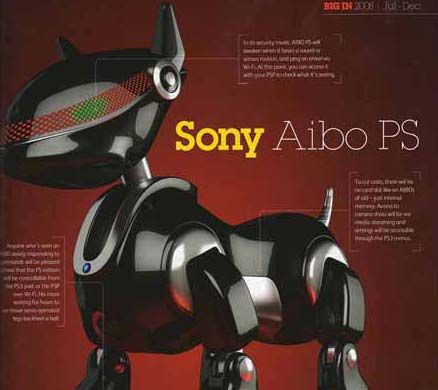 BIG IN 2008 | Jul-Dec
In its security mode, AIBO PS will
awaken when it hears a sound or
senses motion, and ping an email via
Wi-Fi. At this point, you can access it
with your PSP to check what it's seeing.
Sony Aibo PS
To cut costs, there will be
no card slot like on AIBOs
of old – just internal
memory. Access to
camera shots will be via
media streaming and
settings will be accessible
through the PS3 menus.
Anyone who's seen an
slowly responding to
commands will be pleased
hear that the PS edition
will be controllable from
the PS3 pad, or the PSP
over Wi-Fi. No more
waiting for hours to
those servo-operated
legs backheel a ball.